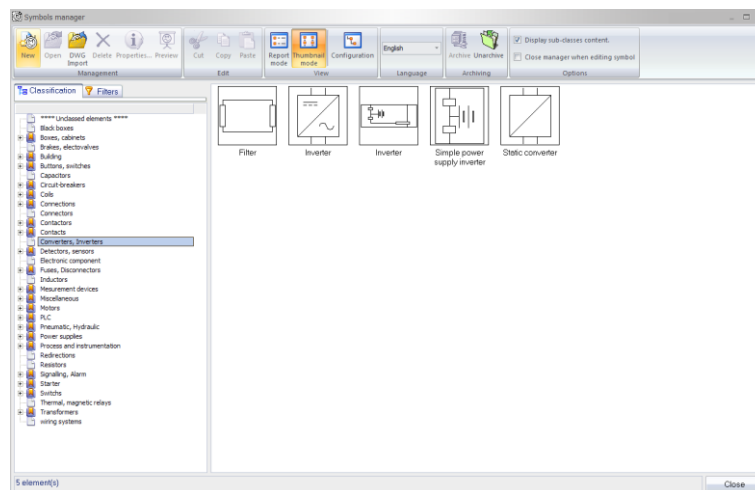 Symbols manager
New Open DWG Import Delete Properties... Preview Cut Copy Paste Report mode Thumbnail mode Configuration English Archive Unarchive Display sub-classes content.
Close manager when editing symbol
Management Edit View Language Archiving Options
Classification Filters
**** Unclassed elements ****
Black boxes
Boxes, cabinets
Brakes, electovalves
Building
Buttons, switches
Capacitors
Circuit-breakers
Coils
Connections
Connectors
Contactors
Contacts
Converters, Inverters
Detectors, sensors
Electronic component
Fuses, Disconnectors
Inductors
Mesurement devices
Miscellaneous
Motors
PLC
Pneumatic, Hydraulic
Power supplies
Process and instrumentation
Redirections
Resistors
Signalling, Alarm
Starter
Switchs
Thermal, magnetic relays
Transformers
wiring systems
Filter
Inverter
Inverter
Simple power
supply inverter
Static converter
5 element(s)
Close